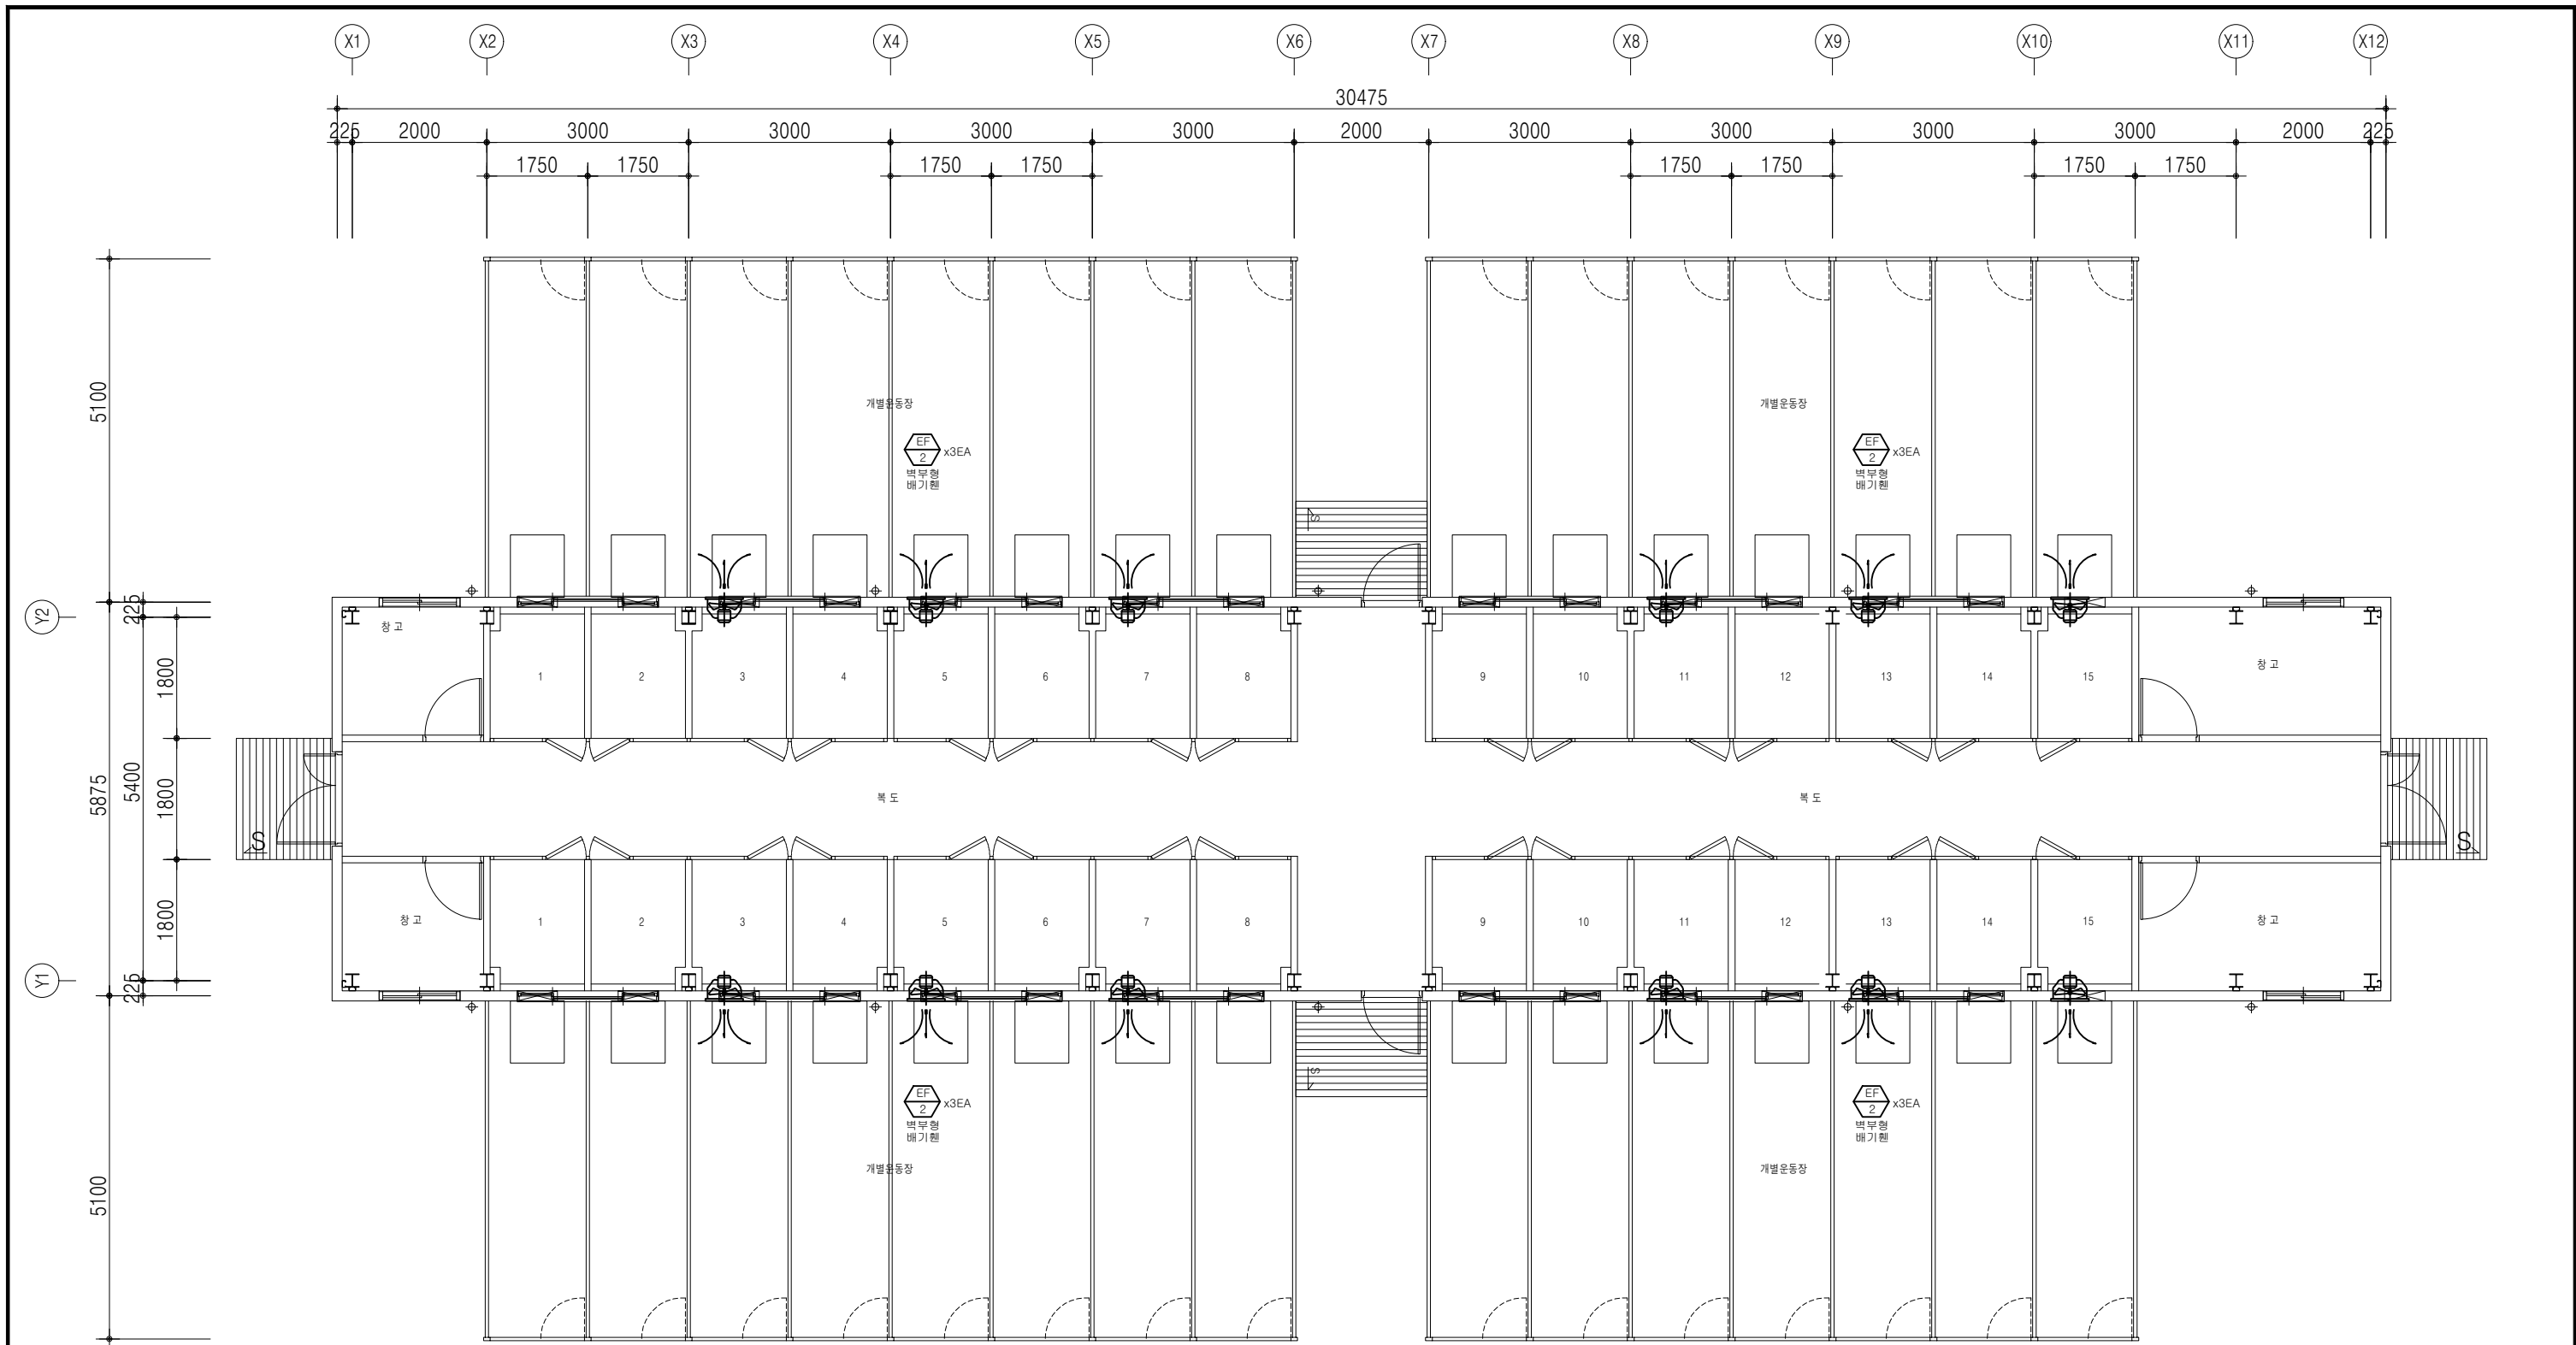 X1 X2 X3 X4 X5 X6 X7 X8 X9 X10 X11 X12
30475
225 2000 3000 3000 3000 3000 2000 3000 3000 3000 3000 2000 225
1750 1750 1750 1750 1750 1750 1750 1750
5100
개별운동장 개별운동장
EF EF
2 x3EA 2 x3EA
벽부형 벽부형
배기휀 배기휀
S
Y2
225
창고
1800
1 2 3 4 5 6 7 8 9 10 11 12 13 14 15
창고
5875
5400
1800
복도 복도
S S
1800
창고
1 2 3 4 5 6 7 8 9 10 11 12 13 14 15
창고
Y1
225
S
EF EF
2 x3EA 2 x3EA
벽부형 벽부형
배기휀 배기휀
개별운동장 개별운동장
5100